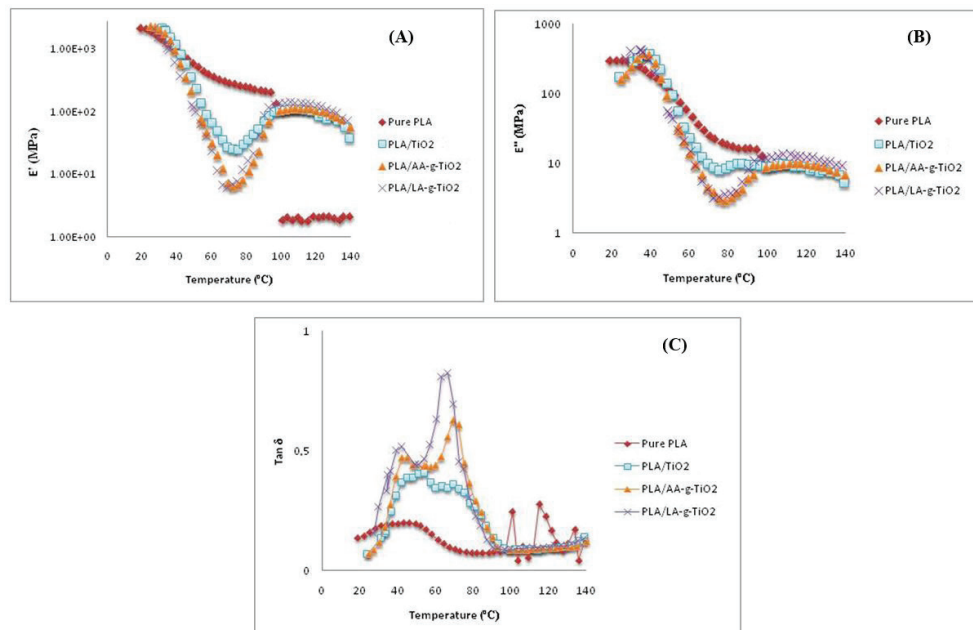 (A)
1.00E+03
1.00E+02
1.00E+01
1.00E+00
E' (MPa)
0 20 40 60 80 100 120 140
Temperature (°C)
Pure PLA
PLA/TiO2
PLA/AA-g-TiO2
PLA/LA-g-TiO2
(B)
1000
100
10
1
E" (MPa)
0 20 40 60 80 100 120 140
Temperature (°C)
Pure PLA
PLA/TiO2
PLA/AA-g-TiO2
PLA/LA-g-TiO2
(C)
1
0.5
0
Tan δ
0 20 40 60 80 100 120 140
Temperature (°C)
Pure PLA
PLA/TiO2
PLA/AA-g-TiO2
PLA/LA-g-TiO2